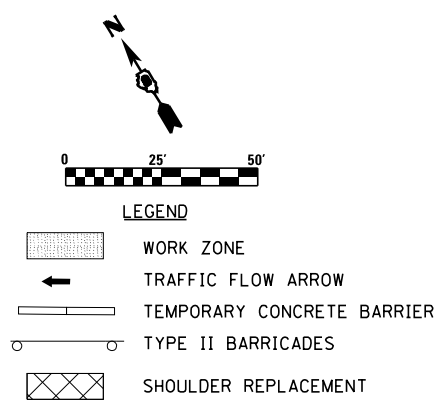 N
0 25' 50'
LEGEND
WORK ZONE
TRAFFIC FLOW ARROW
TEMPORARY CONCRETE BARRIER
TYPE II BARRICADES
SHOULDER REPLACEMENT